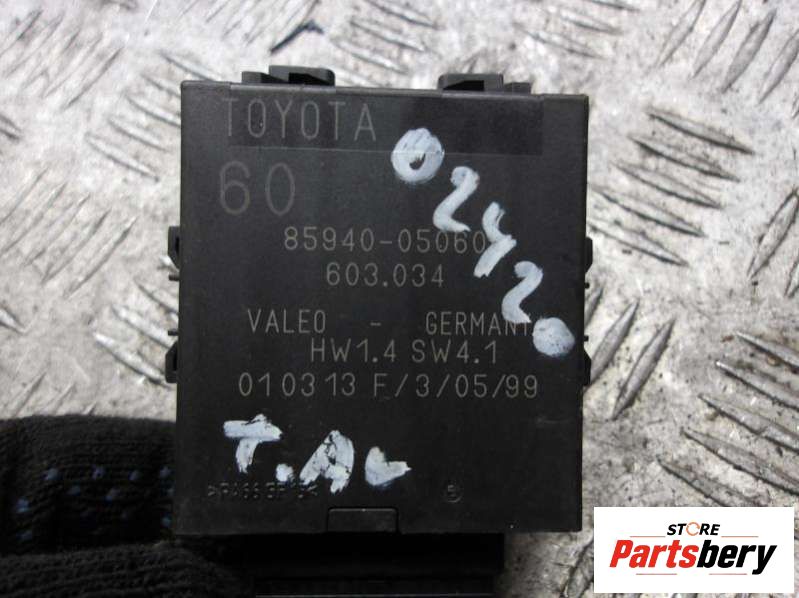 TOYOTA
60
85940-05060
603.034
VALEO - GERMANY
HW1.4 SW4.1
010313 F/3/05/99
02420
T.AL
STORE
Partsbery